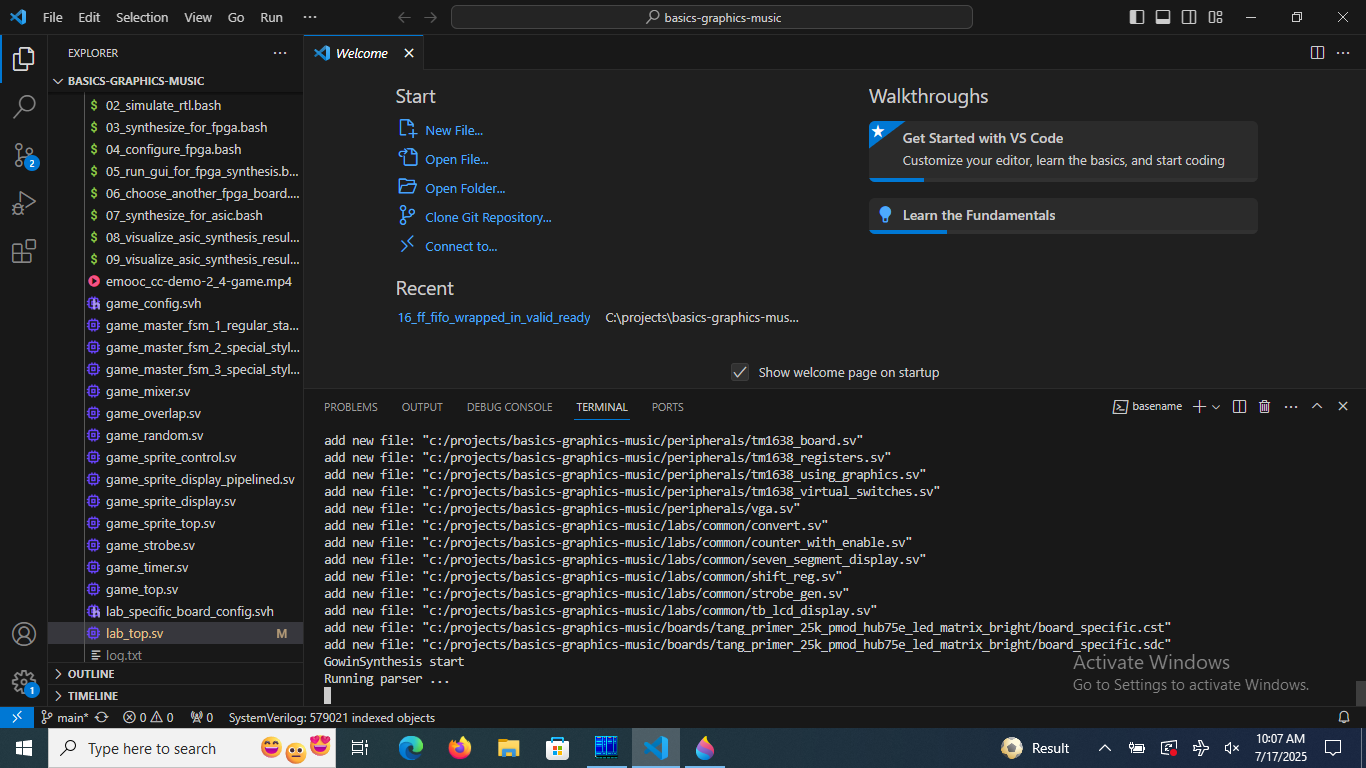 File Edit Selection View Go Run ···
basics-graphics-music
EXPLORER
BASICS-GRAPHICS-MUSIC
02_simulate_rtl.bash
03_synthesize_for_fpga.bash
04_configure_fpga.bash
05_run_gui_for_fpga_synthesis.b...
06_choose_another_fpga_board....
07_synthesize_for_asic.bash
08_visualize_asic_synthesis_resul...
09_visualize_asic_synthesis_resul...
emooc_cc-demo-2_4-game.mp4
game_config.svh
game_master_fsm_1_regular_sta...
game_master_fsm_2_special_styl...
game_master_fsm_3_special_styl...
game_mixer.sv
game_overlap.sv
game_random.sv
game_sprite_control.sv
game_sprite_display_pipelined.sv
game_sprite_display.sv
game_sprite_top.sv
game_strobe.sv
game_timer.sv
game_top.sv
lab_specific_board_config.svh
lab_top.sv M
log.txt
OUTLINE
TIMELINE
2
1
Welcome
Start
New File...
Open File...
Open Folder...
Clone Git Repository...
Connect to...
Recent
16_ff_fifo_wrapped_in_valid_ready C:\projects\basics-graphics-mus...
Walkthroughs
Get Started with VS Code
Customize your editor, learn the basics, and start coding
Learn the Fundamentals
Show welcome page on startup
PROBLEMS OUTPUT DEBUG CONSOLE TERMINAL PORTS
basename
add new file: "c:/projects/basics-graphics-music/peripherals/tm1638_board.sv"
add new file: "c:/projects/basics-graphics-music/peripherals/tm1638_registers.sv"
add new file: "c:/projects/basics-graphics-music/peripherals/tm1638_using_graphics.sv"
add new file: "c:/projects/basics-graphics-music/peripherals/tm1638_virtual_switches.sv"
add new file: "c:/projects/basics-graphics-music/peripherals/vga.sv"
add new file: "c:/projects/basics-graphics-music/labs/common/convert.sv"
add new file: "c:/projects/basics-graphics-music/labs/common/counter_with_enable.sv"
add new file: "c:/projects/basics-graphics-music/labs/common/seven_segment_display.sv"
add new file: "c:/projects/basics-graphics-music/labs/common/shift_reg.sv"
add new file: "c:/projects/basics-graphics-music/labs/common/strobe_gen.sv"
add new file: "c:/projects/basics-graphics-music/labs/common/tb_lcd_display.sv"
add new file: "c:/projects/basics-graphics-music/boards/tang_primer_25k_pmod_hub75e_led_matrix_bright/board_specific.cst"
add new file: "c:/projects/basics-graphics-music/boards/tang_primer_25k_pmod_hub75e_led_matrix_bright/board_specific.sdc"
GowinSynthesis start
Running parser ...
Activate Windows
Go to Settings to activate Windows.
main* 0 0 0 SystemVerilog: 579021 indexed objects
Type here to search
Result
10:07 AM
7/17/2025